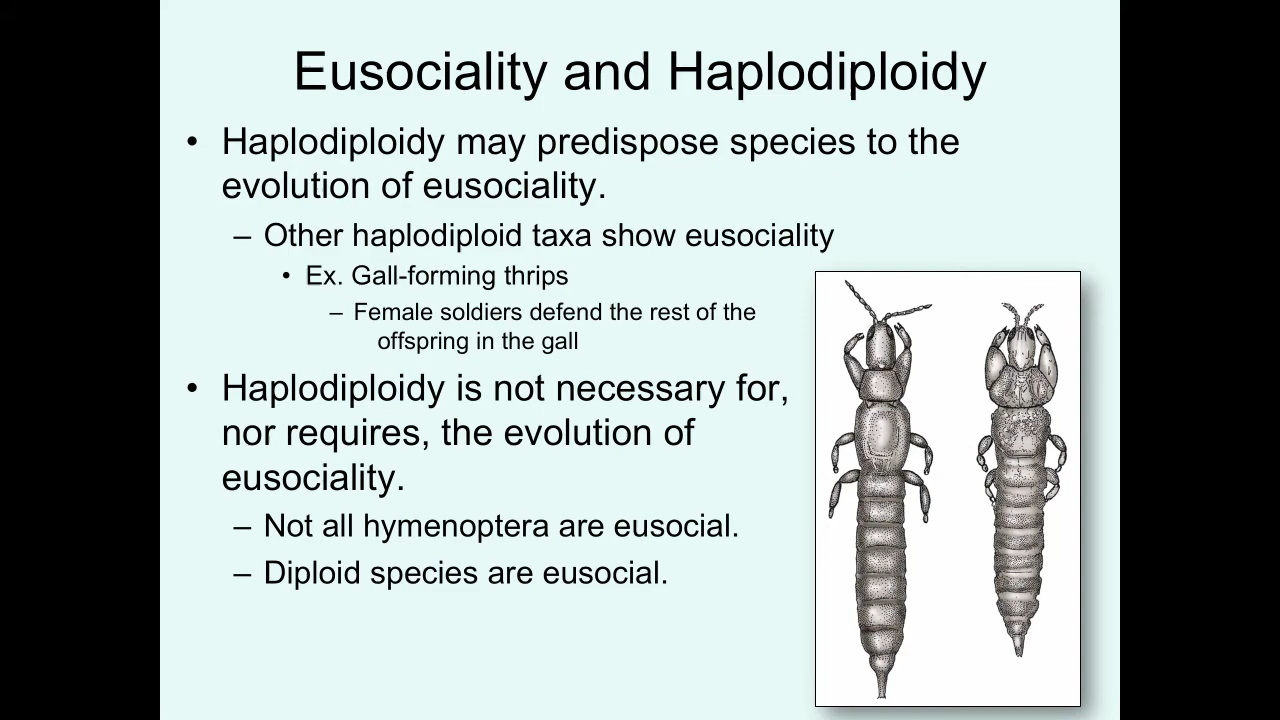 Eusociality and Haplodiploidy
• Haplodiploidy may predispose species to the
evolution of eusociality.
– Other haplodiploid taxa show eusociality
• Ex. Gall-forming thrips
– Female soldiers defend the rest of the
offspring in the gall
• Haplodiploidy is not necessary for,
nor requires, the evolution of
eusociality.
– Not all hymenoptera are eusocial.
– Diploid species are eusocial.